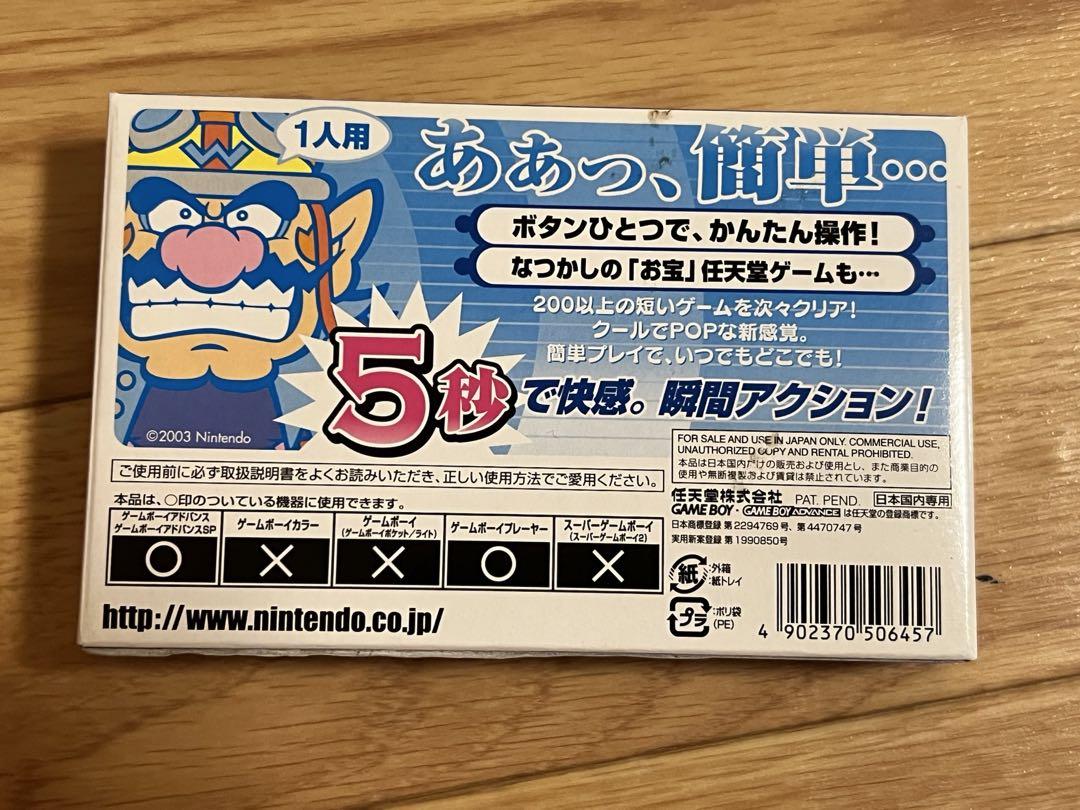 W
1人用
あぁっ、簡単…
ボタンひとつで、かんたん操作！
なつかしの「お宝」任天堂ゲームも…
200以上の短いゲームを次々クリア！
クールでPOPな新感覚。
簡単プレイで、いつでもどこでも！
5秒で快感。瞬間アクション！
©2003 Nintendo
ご使用前に必ず取扱説明書をよくお読みいただき、正しい使用方法でご愛用ください。
本品は、○印のついている機器に使用できます。
ゲームボーイアドバンス
ゲームボーイアドバンスSP
○
ゲームボーイカラー
×
ゲームボーイ
(ゲームボーイポケット／ライト)
×
ゲームボーイプレーヤー
○
スーパーゲームボーイ
(スーパーゲームボーイ2)
×
http://www.nintendo.co.jp/
FOR SALE AND USE IN JAPAN ONLY. COMMERCIAL USE,
UNAUTHORIZED COPY AND RENTAL PROHIBITED.
本品は日本国内だけの販売および使用とし、また商業目的の
使用や無断複製および賃貸は禁止されています。
任天堂株式会社 PAT. PEND. 日本国内専用
GAME BOY・GAME BOY ADVANCE は任天堂の登録商標です。
日本商標登録 第2294769号、第4470747号
実用新案登録 第1990850号
紙 :外箱
:紙トレイ
プラ :ポリ袋
(PE)
4 902370 506457